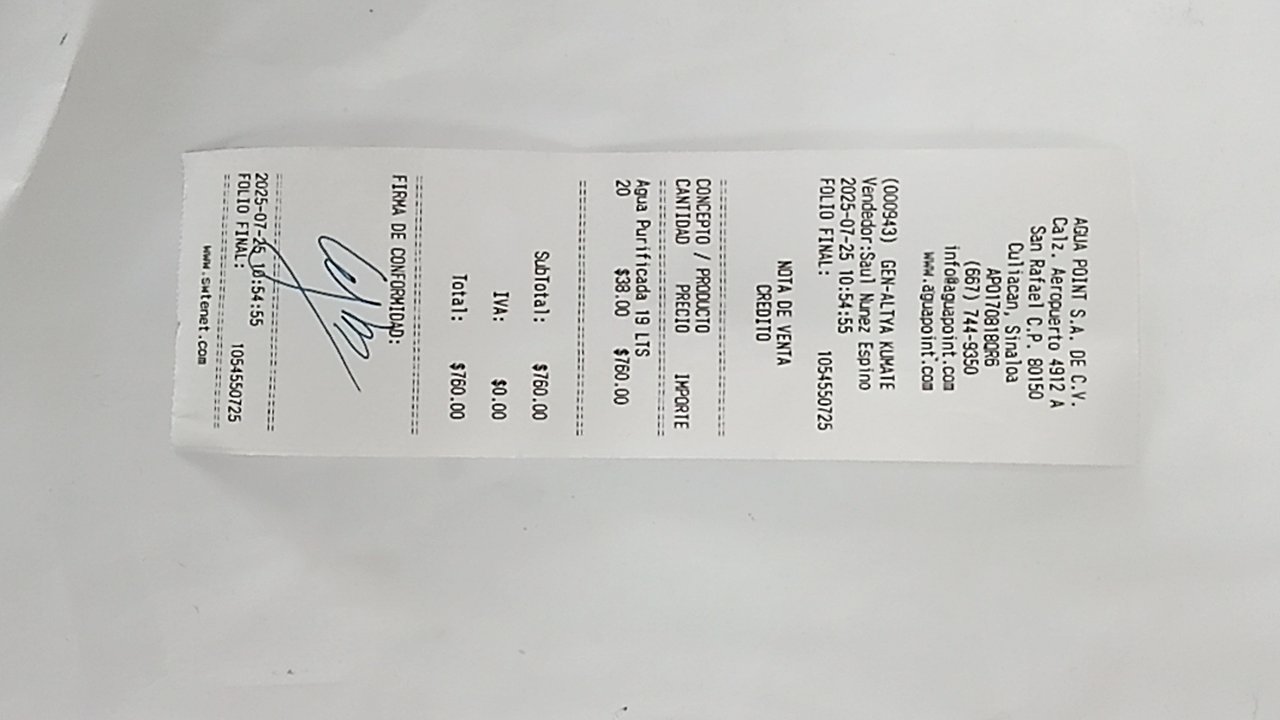 AGUA POINT S.A. DE C.V.
Calz. Aeropuerto 4912 A
San Rafael C.P. 80150
Culiacan, Sinaloa
APO170818QR6
(667) 744-9350
info@aguapoint.com
www.aguapoint.com
(000943) GEN-ALTYA KUMATE
Vendedor:Saul Nunez Espino
2025-07-25 10:54:55
FOLIO FINAL: 1054550725
NOTA DE VENTA
CREDITO
==========================
CONCEPTO / PRODUCTO
CANTIDAD PRECIO IMPORTE
==========================
Agua Purificada 19 LTS
20 $38.00 $760.00
==========================
SubTotal: $760.00
IVA: $0.00
Total: $760.00
==========================
FIRMA DE CONFORMIDAD:
==========================
2025-07-25 10:54:55
FOLIO FINAL: 1054550725
==========================
www.swtenet.com